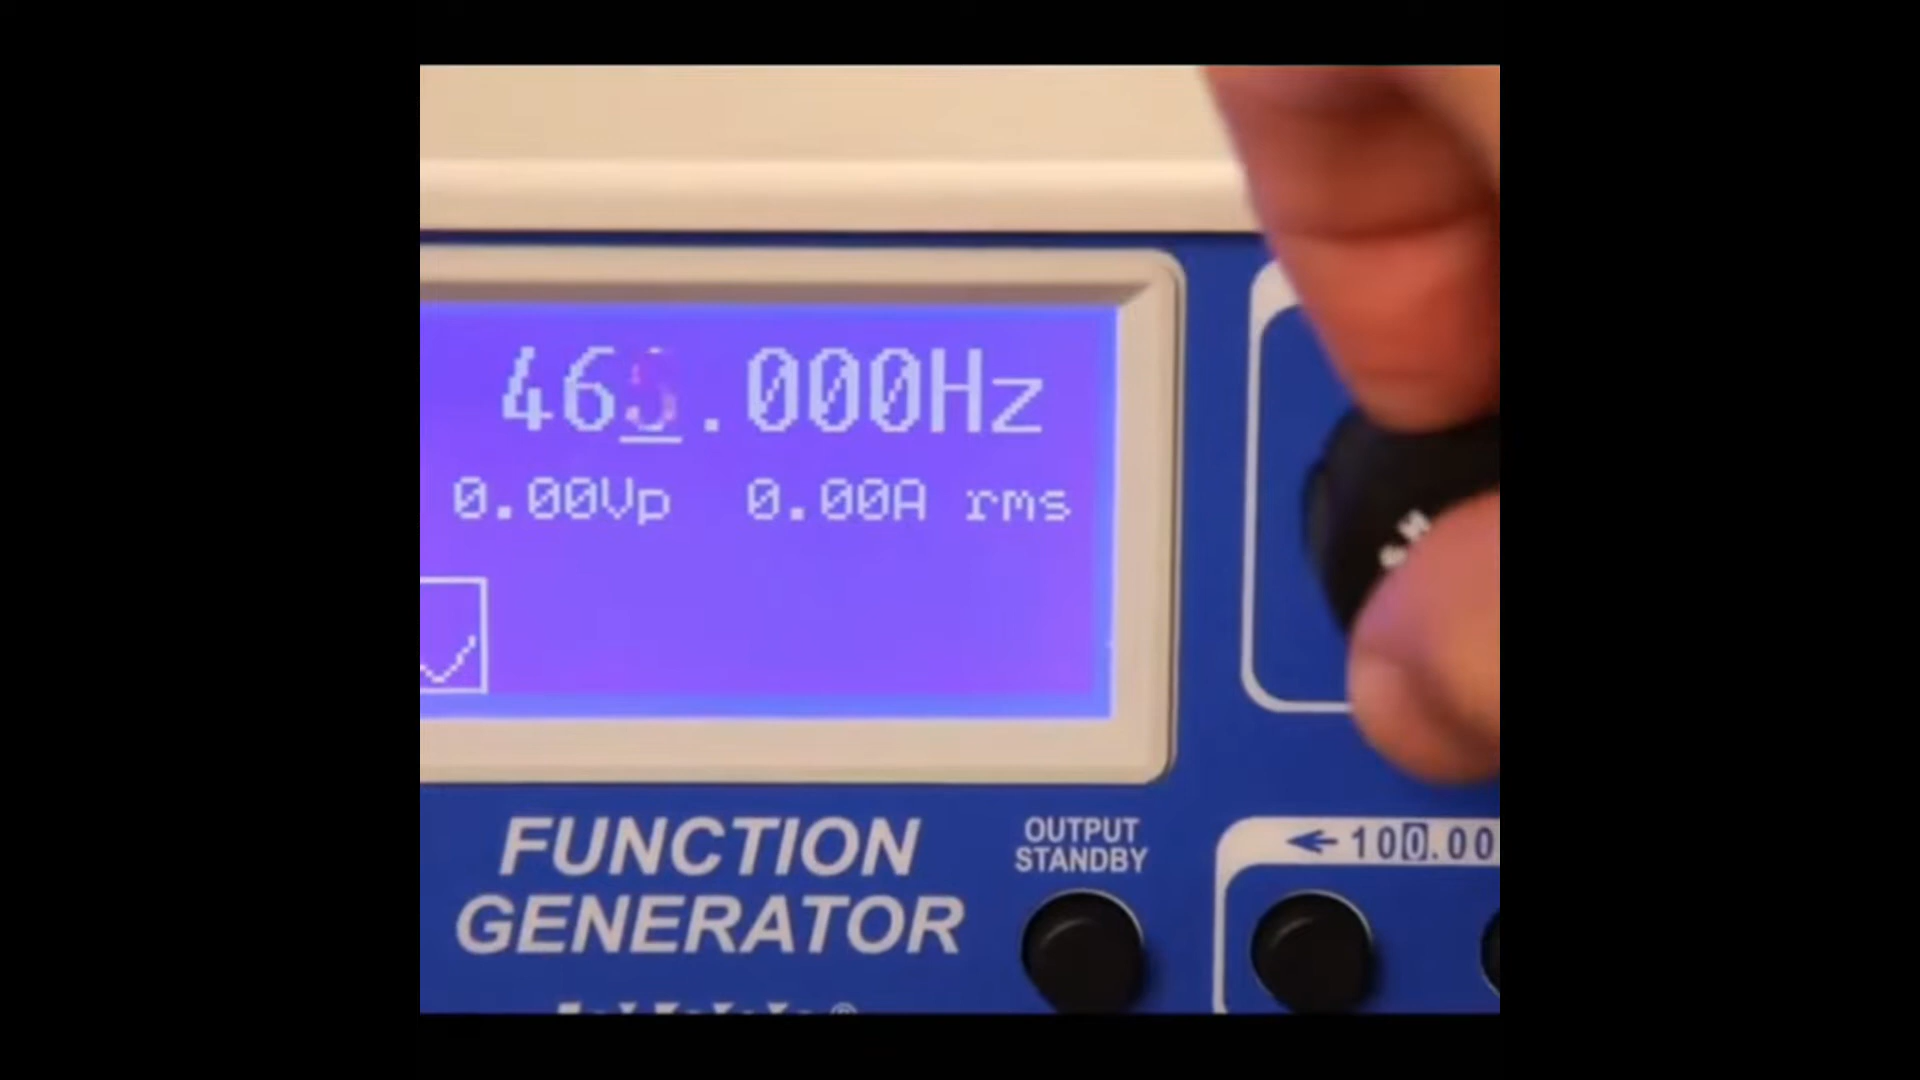 465.000Hz
0.00Vp 0.00A rms
FUNCTION
GENERATOR
OUTPUT
STANDBY
←100.00